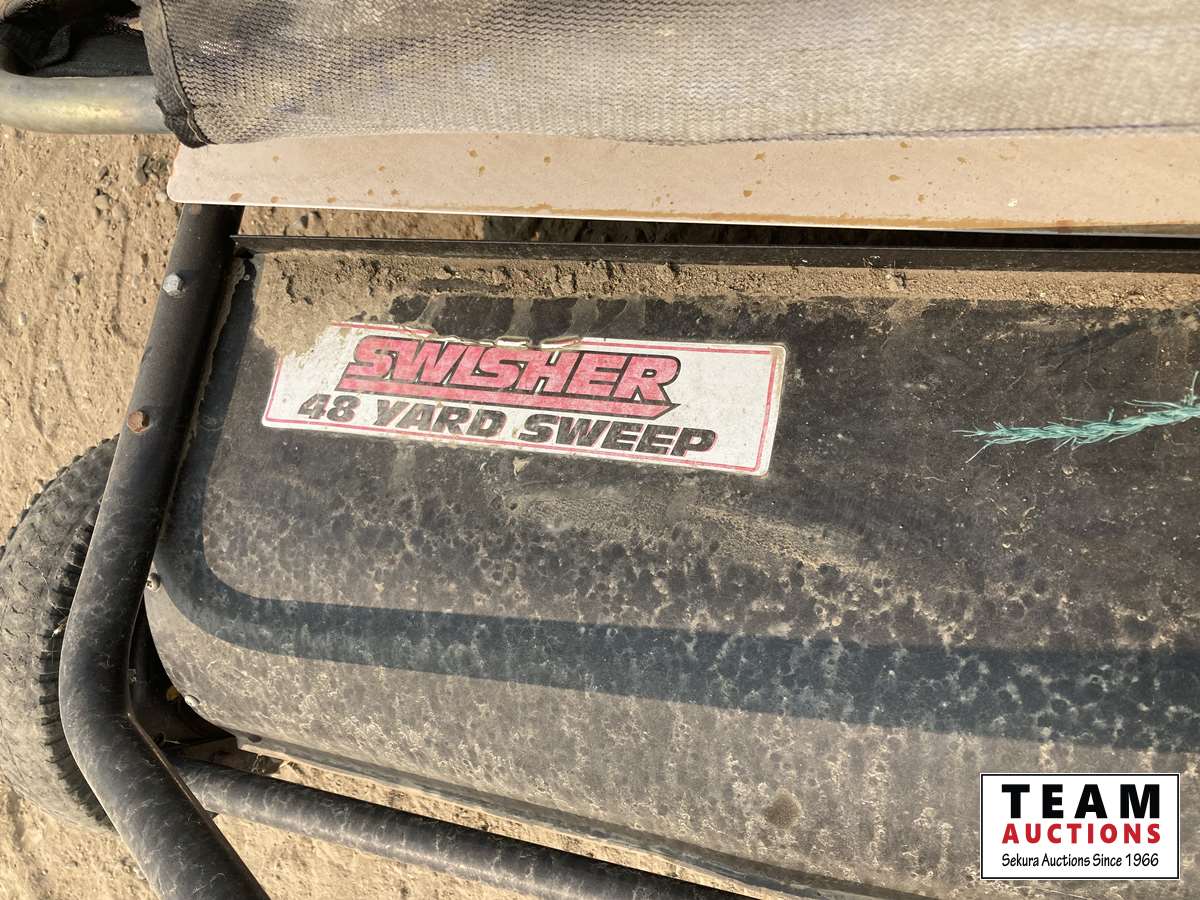 SWISHER
48 YARD SWEEP
TEAM
AUCTIONS
Sekura Auctions Since 1966